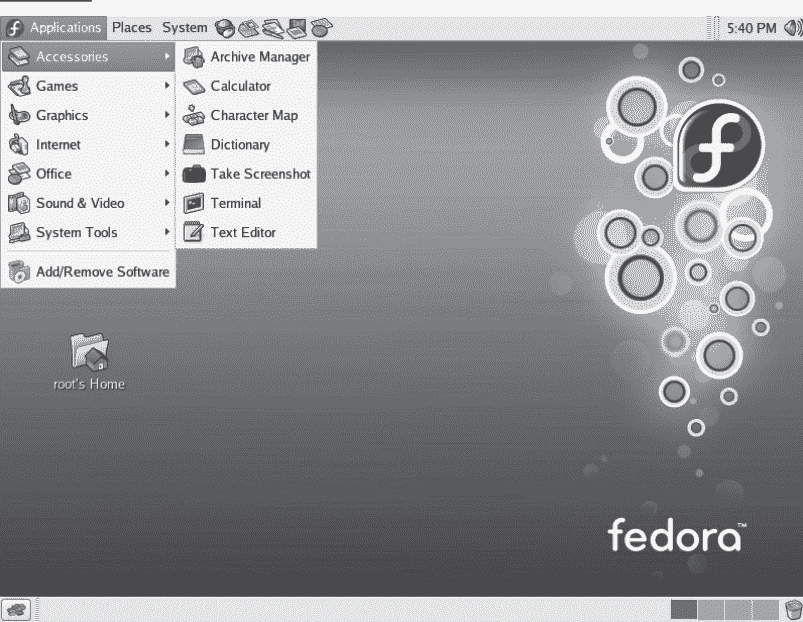 Applications Places System 5:40 PM
Accessories
Games
Graphics
Internet
Office
Sound & Video
System Tools
Add/Remove Software
Archive Manager
Calculator
Character Map
Dictionary
Take Screenshot
Terminal
Text Editor
root's Home
fedora™